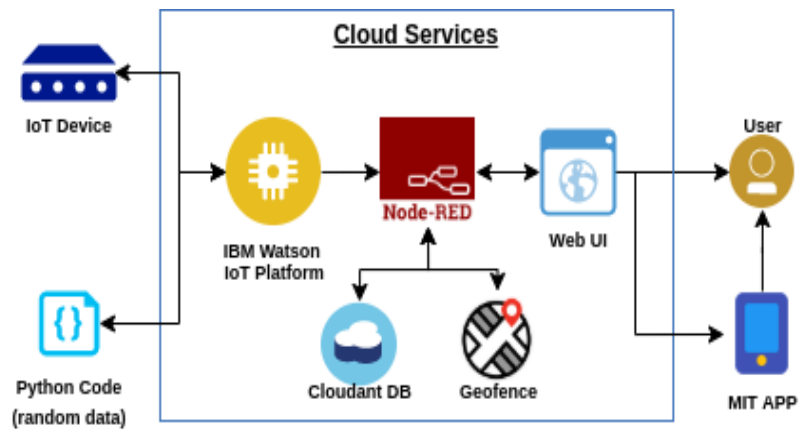 Cloud Services
IoT Device
User
Node-RED
Web UI
IBM Watson
IoT Platform
{}
Python Code
(random data)
Cloudant DB
Geofence
MIT APP